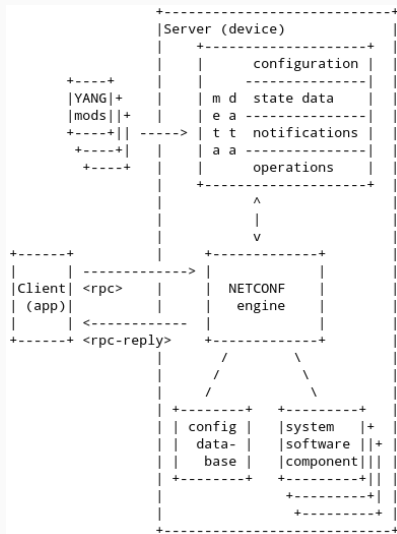 +-----------------------------+
|Server (device)              |
|    +--------------------+   |
|    |      configuration |   |
+----+     |    |     ---------------|   |
|YANG|+    |    | m d  state data    |   |
|mods||+   |    | e a ---------------|   |
+----+|| -----> | t t  notifications |   |
+----+|   |    | a a ---------------|   |
+----+   |    |      operations    |   |
|    +--------------------+   |
|           ^                 |
|           |                 |
|           v                 |
+------+          |     +-------------+         |
|      | -------------> |             |         |
|Client| <rpc>    |     |  NETCONF    |         |
| (app)|          |     |   engine    |         |
|      | <------------  |             |         |
+------+ <rpc-reply>    +-------------+         |
|       /        \            |
|      /          \           |
|     /            \          |
| +--------+   +---------+    |
| | config |   |system   |+   |
| |  data- |   |software ||+  |
| |   base |   |component|||  |
| +--------+   +---------+||  |
|               +---------+|  |
|                +---------+  |
+-----------------------------+